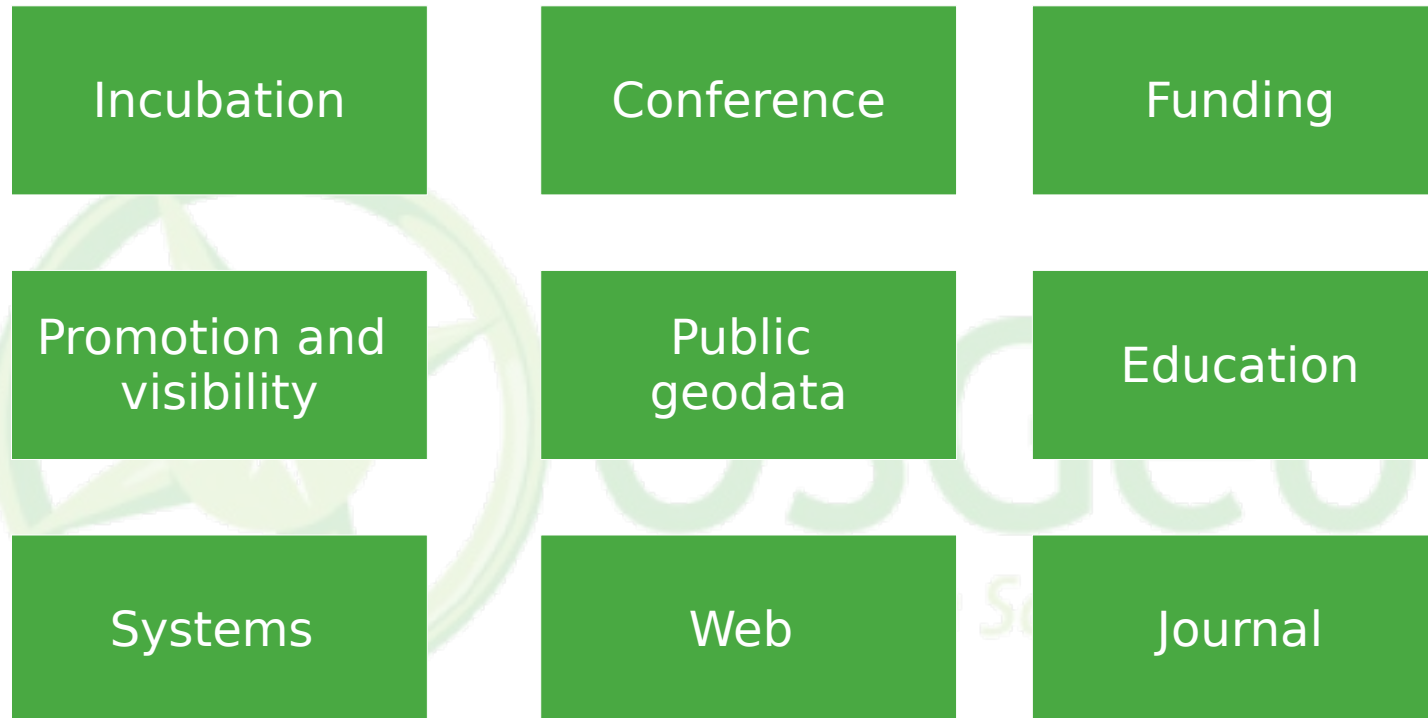 Incubation
Conference
Funding
Promotion and
visibility
Public
geodata
Education
Systems
Web
Journal